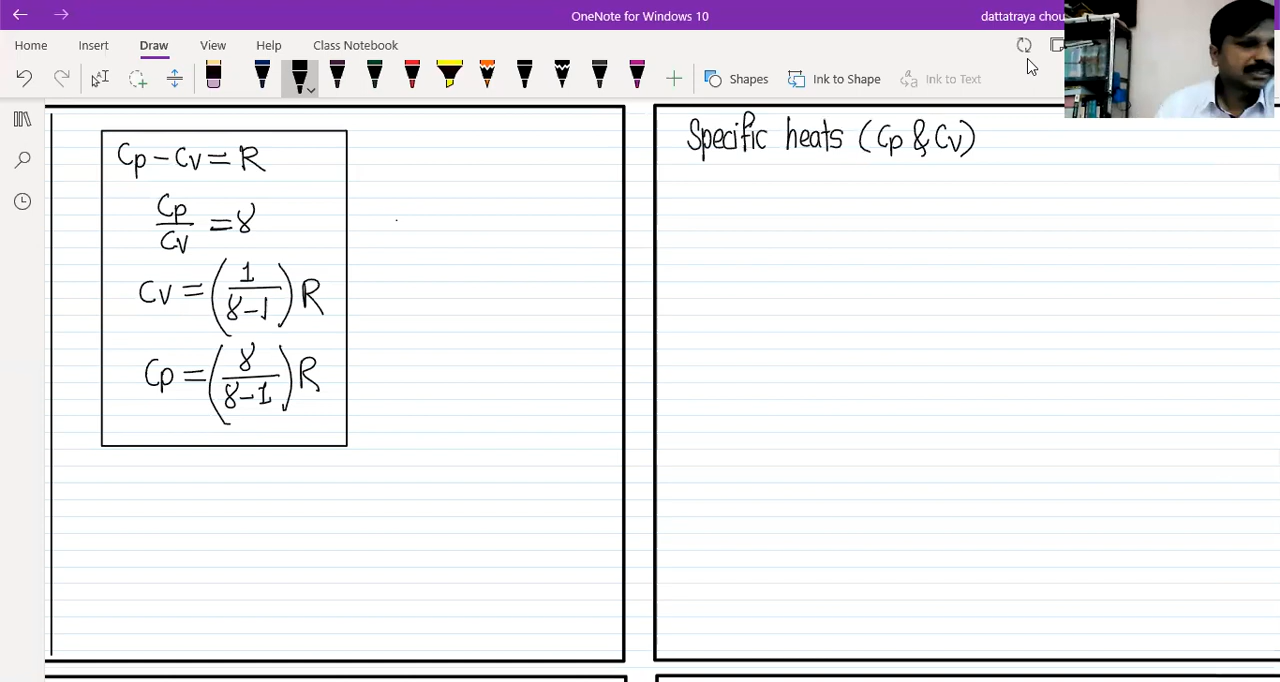 OneNote for Windows 10
dattatraya chou
Home Insert Draw View Help Class Notebook
Shapes Ink to Shape Ink to Text
Cp - Cv = R
Cp/Cv = γ
Cv = (1/(γ-1)) R
Cp = (γ/(γ-1)) R
Specific heats (Cp & Cv)